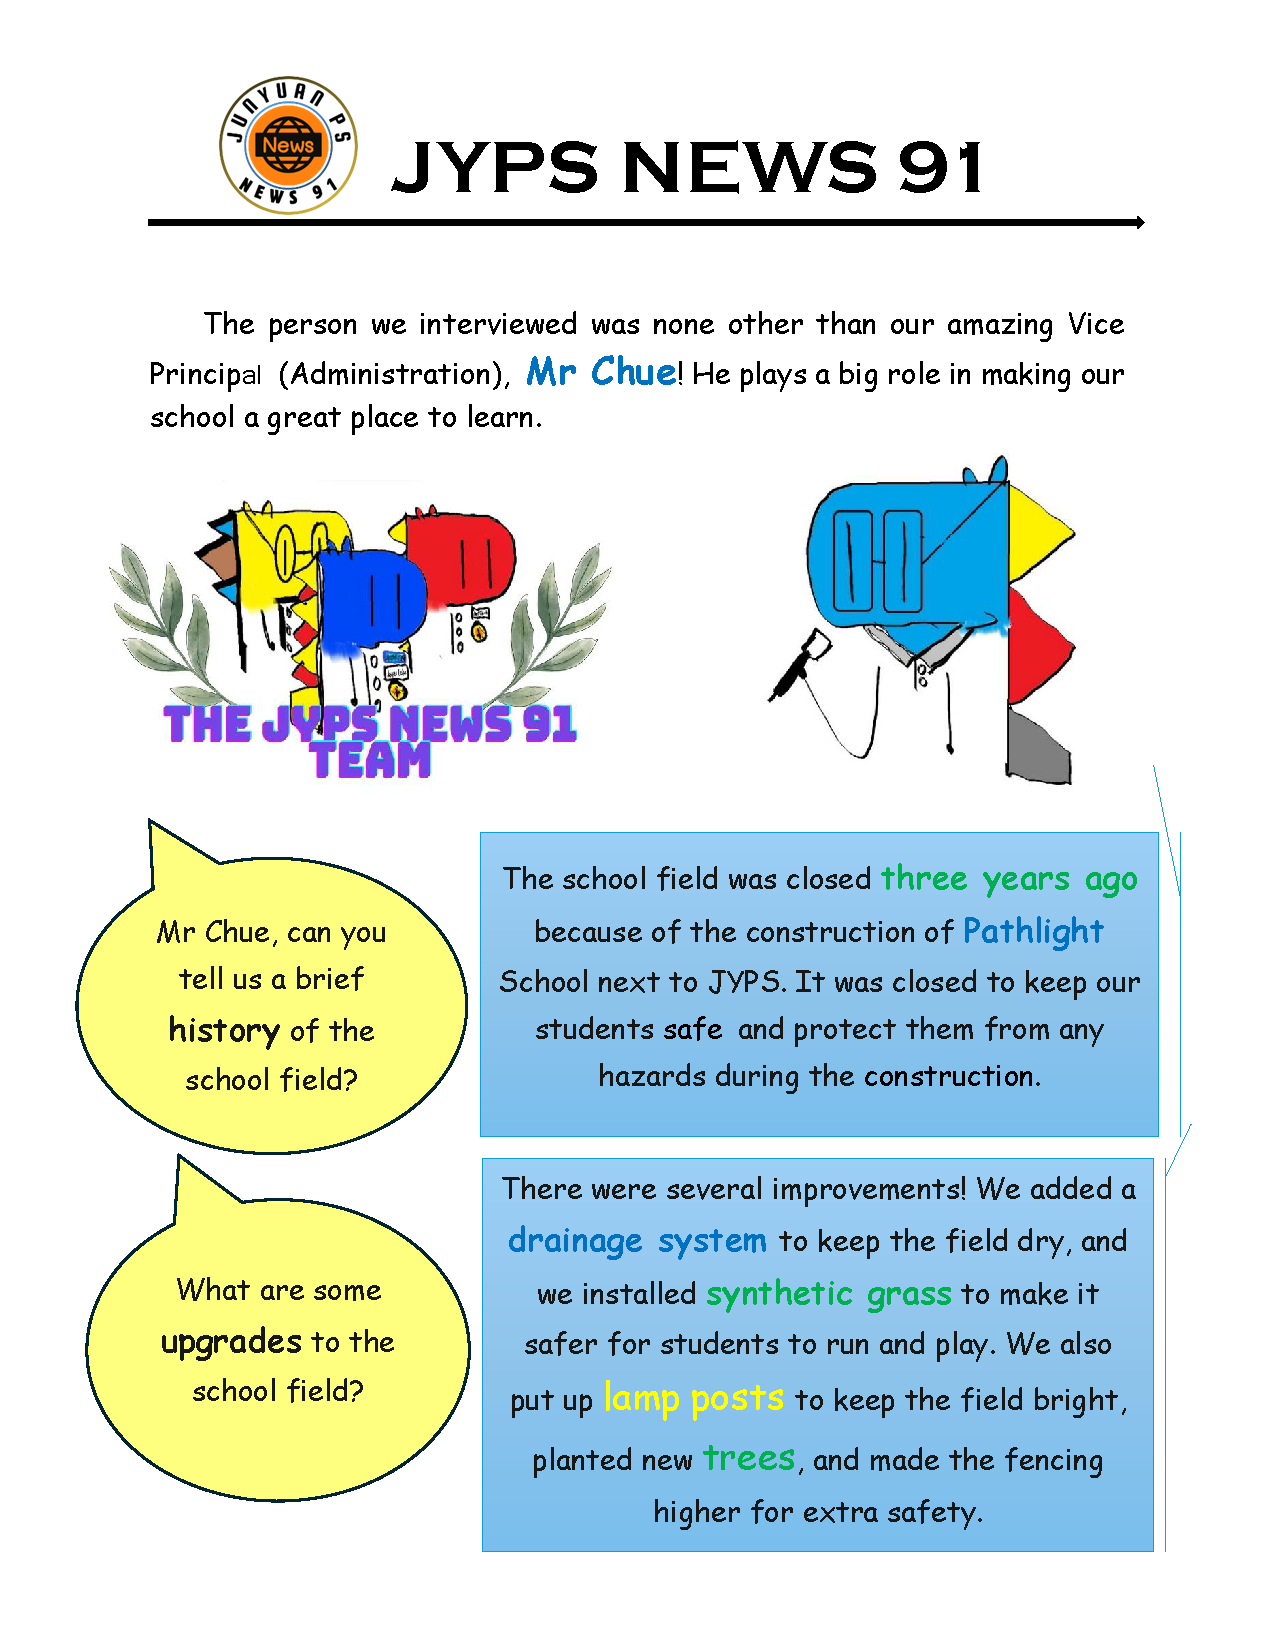 JUNYUAN PS
News
NEWS 91
JYPS NEWS 91
The person we interviewed was none other than our amazing Vice
Principal (Administration), Mr Chue! He plays a big role in making our
school a great place to learn.
THE JYPS NEWS 91
TEAM
Mr Chue, can you
tell us a brief
history of the
school field?
The school field was closed three years ago
because of the construction of Pathlight
School next to JYPS. It was closed to keep our
students safe and protect them from any
hazards during the construction.
What are some
upgrades to the
school field?
There were several improvements! We added a
drainage system to keep the field dry, and
we installed synthetic grass to make it
safer for students to run and play. We also
put up lamp posts to keep the field bright,
planted new trees, and made the fencing
higher for extra safety.